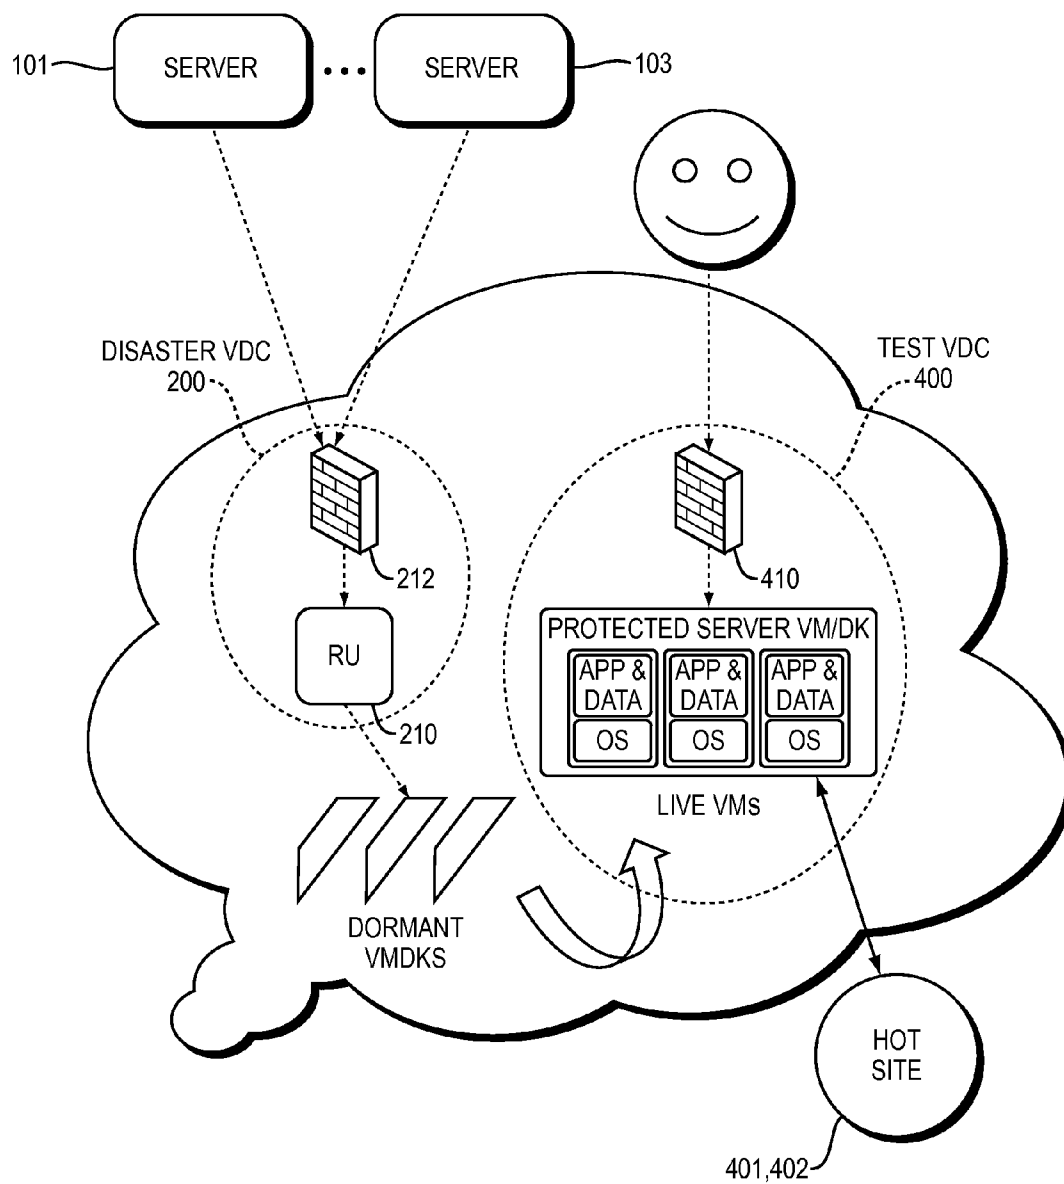 101
SERVER
SERVER
103
DISASTER VDC
200
TEST VDC
400
212
410
RU
210
PROTECTED SERVER VM/DK
APP &
DATA
OS
APP &
DATA
OS
APP &
DATA
OS
LIVE VMs
DORMANT
VMDKS
HOT
SITE
401,402